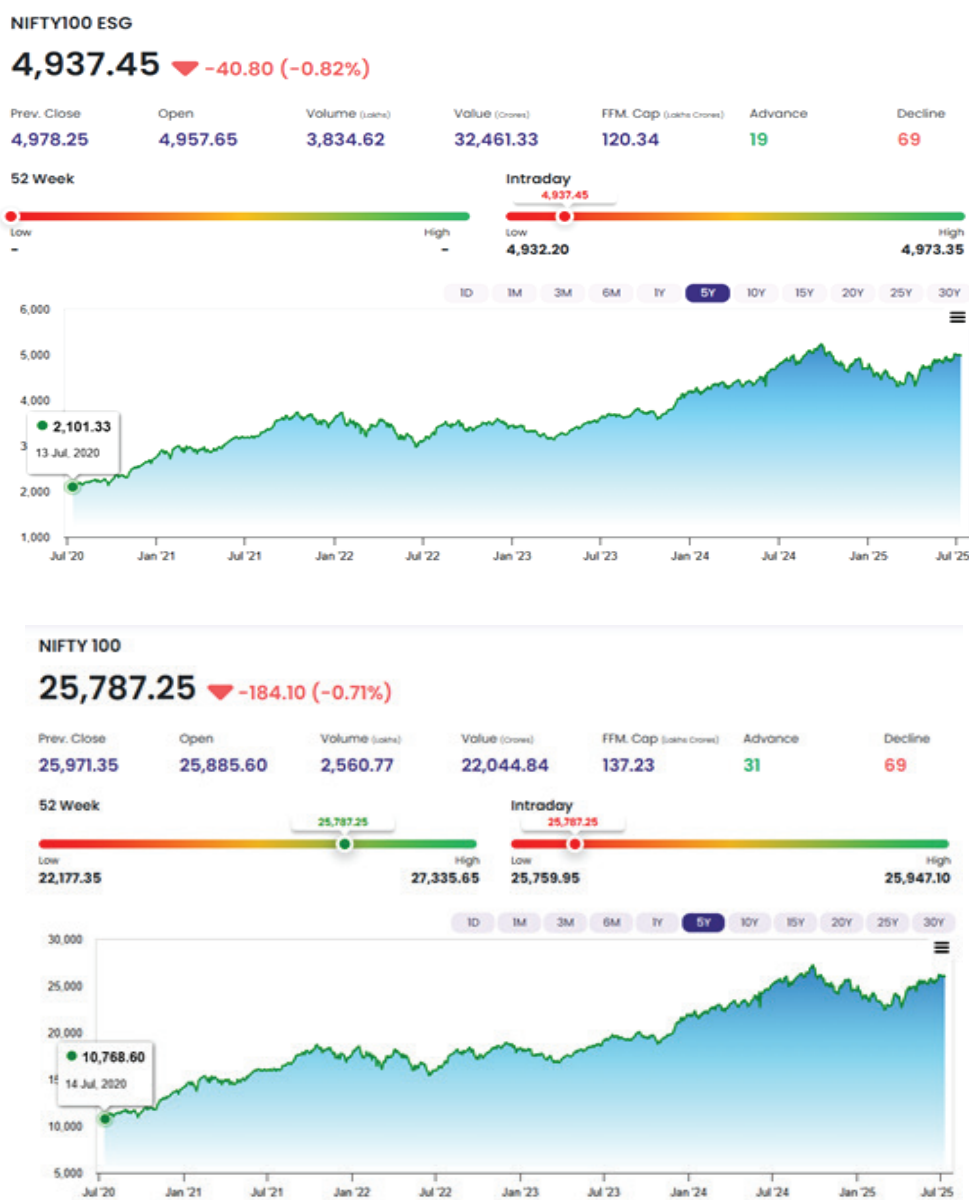 NIFTY100 ESG
4,937.45 -40.80 (-0.82%)
Prev. Close Open Volume (Lakhs) Value (Crores) FFM. Cap (Lakhs Crores) Advance Decline
4,978.25 4,957.65 3,834.62 32,461.33 120.34 19 69
52 Week Intraday
4,937.45
Low High Low High
- - 4,932.20 4,973.35
1D 1M 3M 6M 1Y 5Y 10Y 15Y 20Y 25Y 30Y
6,000
5,000
4,000
2,101.33
3
13 Jul, 2020
2,000
1,000
Jul '20 Jan '21 Jul '21 Jan '22 Jul '22 Jan '23 Jul '23 Jan '24 Jul '24 Jan '25 Jul '25
NIFTY 100
25,787.25 -184.10 (-0.71%)
Prev. Close Open Volume (Lakhs) Value (Crores) FFM. Cap (Lakhs Crores) Advance Decline
25,971.35 25,885.60 2,560.77 22,044.84 137.23 31 69
52 Week Intraday
25,787.25 25,787.25
Low High Low High
22,177.35 27,335.65 25,759.95 25,947.10
1D 1M 3M 6M 1Y 5Y 10Y 15Y 20Y 25Y 30Y
30,000
25,000
20,000
10,768.60
15
14 Jul, 2020
10,000
5,000
Jul '20 Jan '21 Jul '21 Jan '22 Jul '22 Jan '23 Jul '23 Jan '24 Jul '24 Jan '25 Jul '25